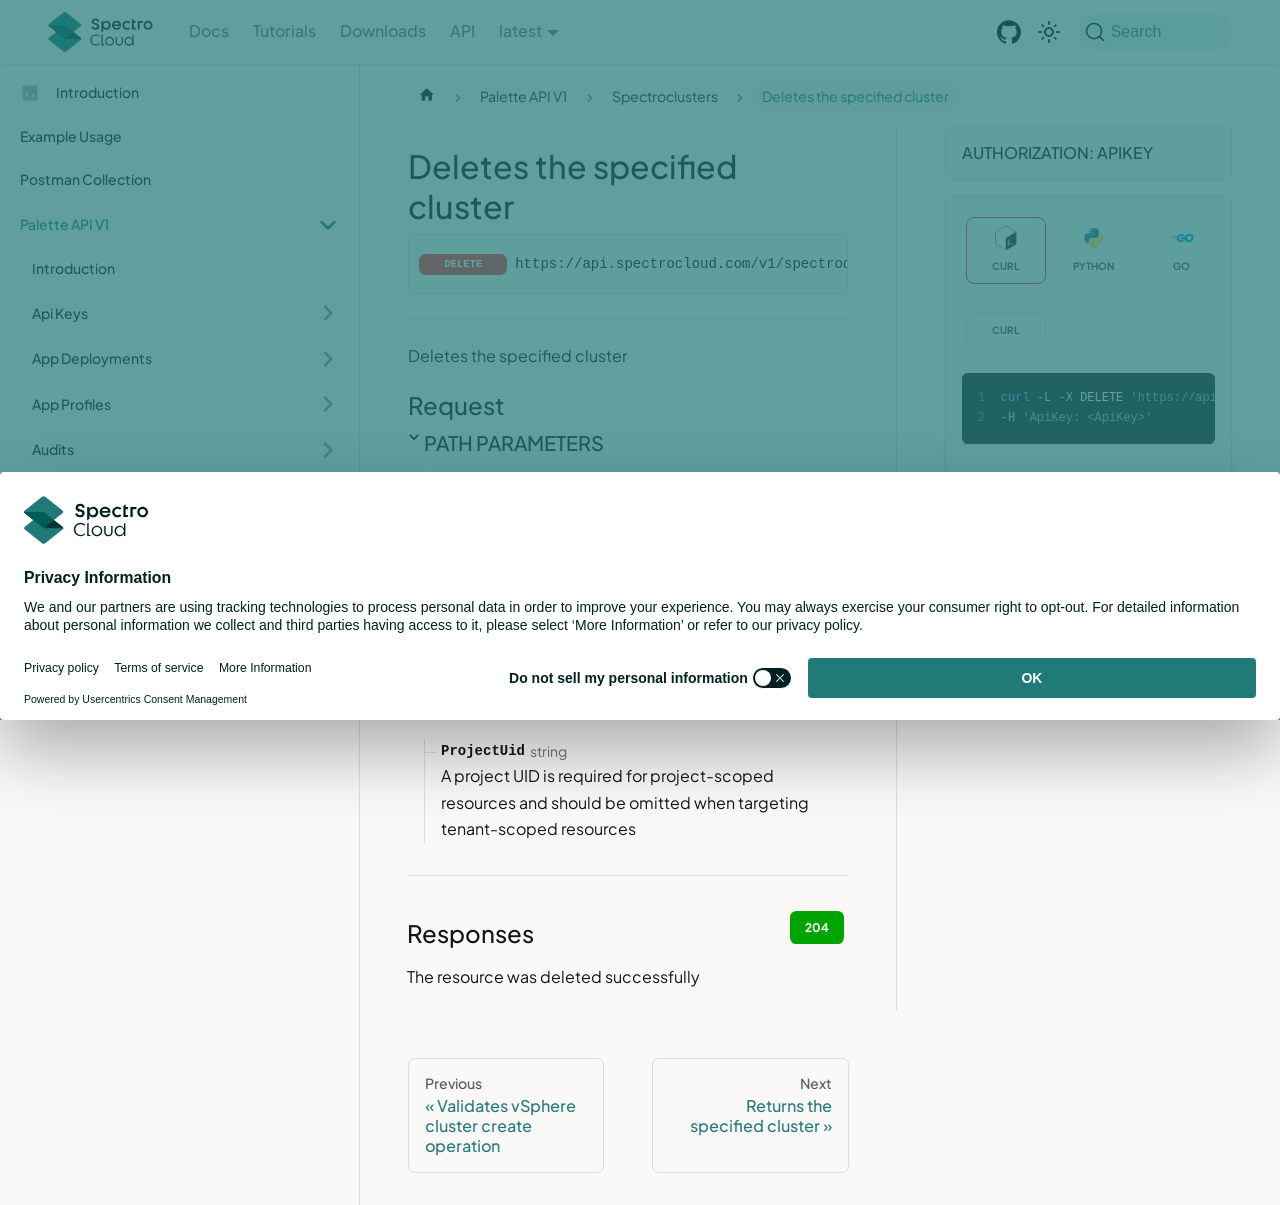 Spectro Cloud
Docs
Tutorials
Downloads
API
latest
Search
Introduction
Example Usage
Postman Collection
Palette API V1
Introduction
Api Keys
App Deployments
App Profiles
Audits
Palette API V1
Spectroclusters
Deletes the specified cluster
Deletes the specified
cluster
DELETE
https://api.spectrocloud.com/v1/spectroc
Deletes the specified cluster
Request
PATH PARAMETERS
AUTHORIZATION: APIKEY
CURL
PYTHON
GO
CURL
1 curl -L -X DELETE 'https://api
2 -H 'ApiKey: <ApiKey>'
Spectro
Cloud
Privacy Information
We and our partners are using tracking technologies to process personal data in order to improve your experience. You may always exercise your consumer right to opt-out. For detailed information
about personal information we collect and third parties having access to it, please select ‘More Information’ or refer to our privacy policy.
Privacy policy
Terms of service
More Information
Powered by Usercentrics Consent Management
Do not sell my personal information
OK
ProjectUid string
A project UID is required for project-scoped
resources and should be omitted when targeting
tenant-scoped resources
Responses
204
The resource was deleted successfully
Previous
« Validates vSphere
cluster create
operation
Next
Returns the
specified cluster »